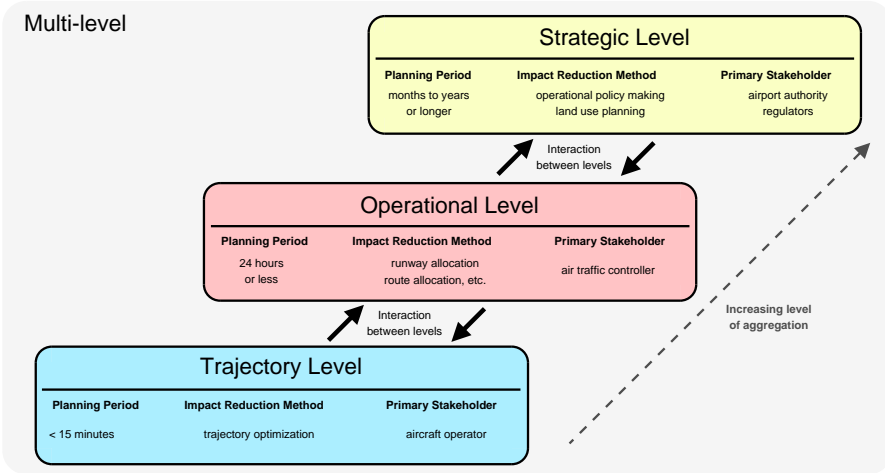 Multi-level
Strategic Level
Planning Period Impact Reduction Method Primary Stakeholder
months to years operational policy making airport authority
or longer land use planning regulators
Interaction
between levels
Operational Level
Planning Period Impact Reduction Method Primary Stakeholder
24 hours runway allocation
air traffic controller
or less route allocation, etc.
Increasing level
of aggregation
Interaction
between levels
Trajectory Level
Planning Period Impact Reduction Method Primary Stakeholder
< 15 minutes trajectory optimization aircraft operator